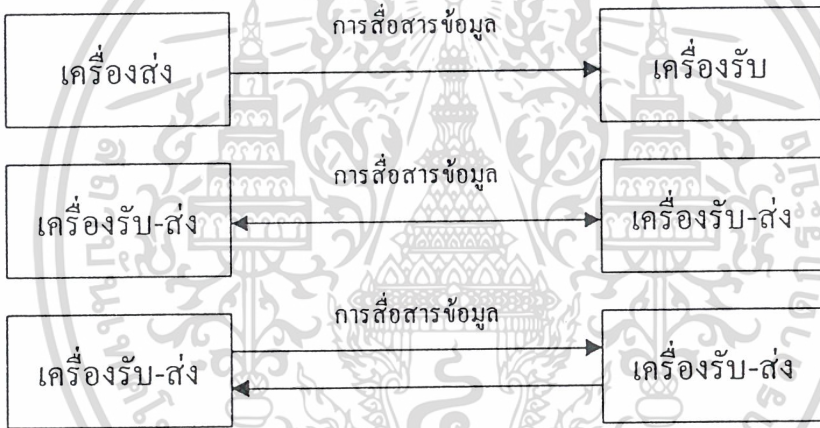 การสื่อสารข้อมูล
เครื่องส่ง
เครื่องรับ
การสื่อสารข้อมูล
เครื่องรับ-ส่ง
เครื่องรับ-ส่ง
การสื่อสารข้อมูล
เครื่องรับ-ส่ง
เครื่องรับ-ส่ง